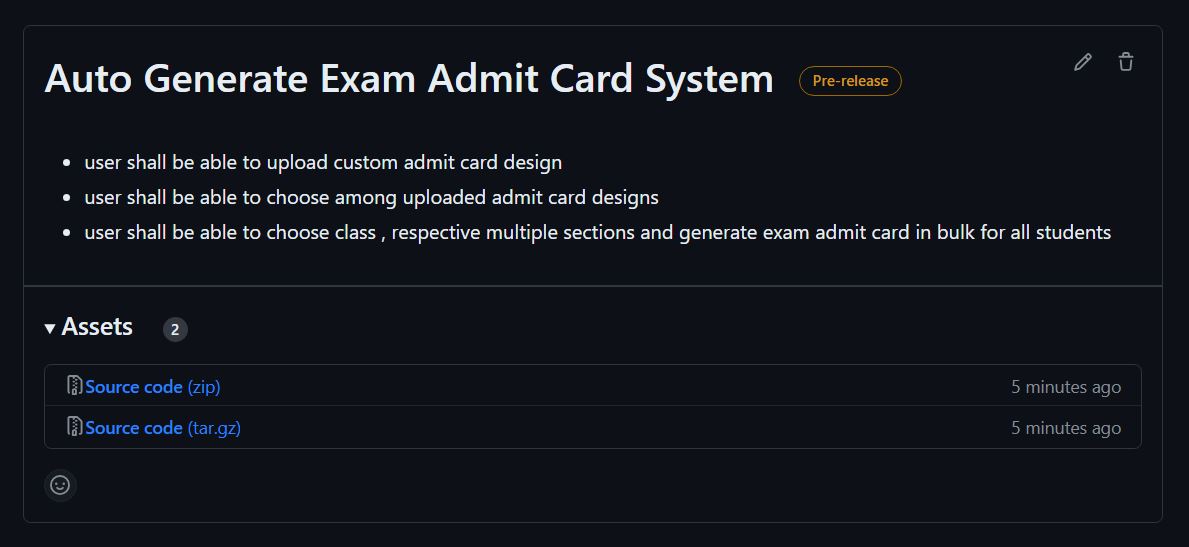 Auto Generate Exam Admit Card System Pre-release
user shall be able to upload custom admit card design
user shall be able to choose among uploaded admit card designs
user shall be able to choose class , respective multiple sections and generate exam admit card in bulk for all students
Assets 2
Source code (zip) 5 minutes ago
Source code (tar.gz) 5 minutes ago